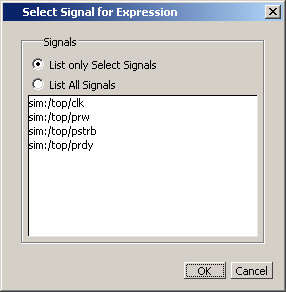 Select Signal for Expression
Signals
List only Select Signals
List All Signals
sim:/top/clk
sim:/top/prw
sim:/top/pstrb
sim:/top/prdy
OK
Cancel